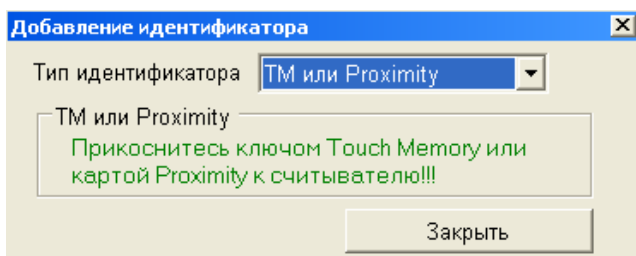 Добавление идентификатора
Тип идентификатора ТМ или Proximity
ТМ или Proximity
Прикоснитесь ключом Touch Memory или
картой Proximity к считывателю!!!
Закрыть